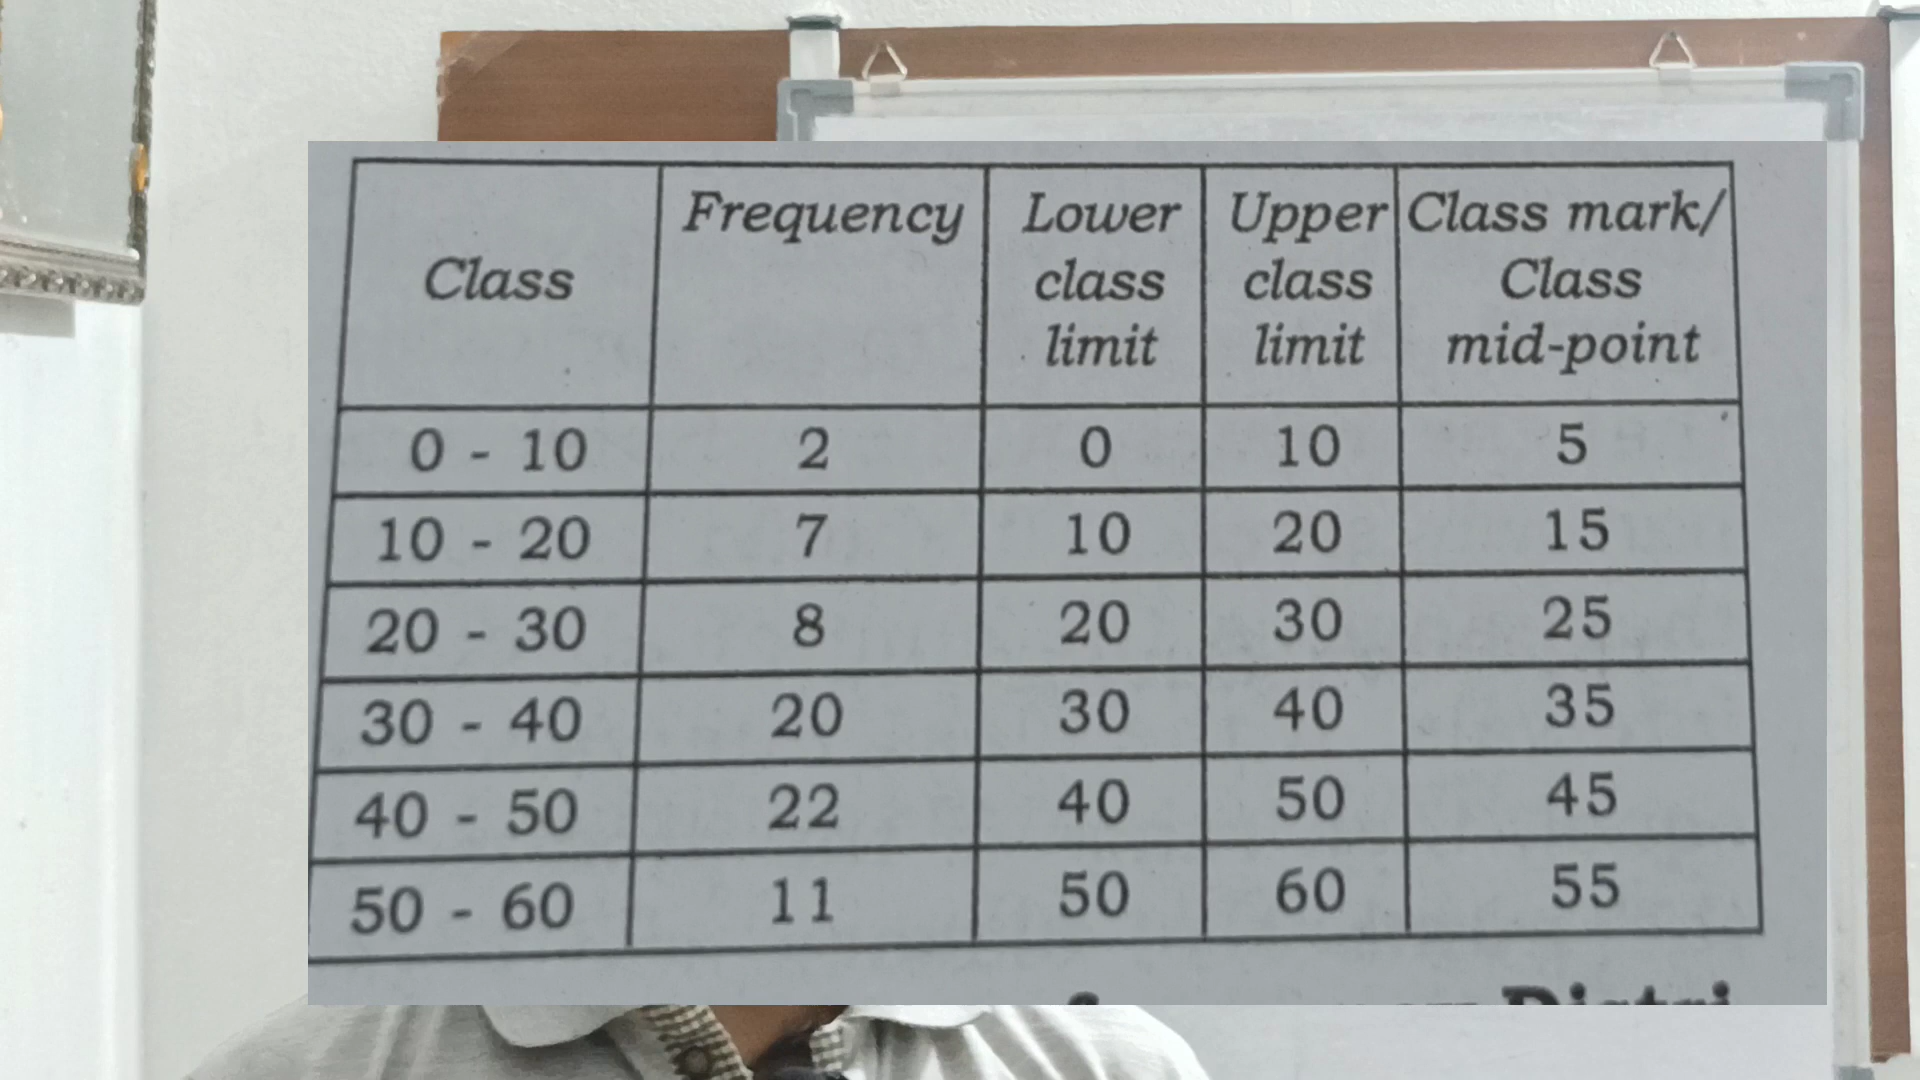 Class Frequency Lower class limit Upper class limit Class mark/ Class mid-point
0 - 10 2 0 10 5
10 - 20 7 10 20 15
20 - 30 8 20 30 25
30 - 40 20 30 40 35
40 - 50 22 40 50 45
50 - 60 11 50 60 55